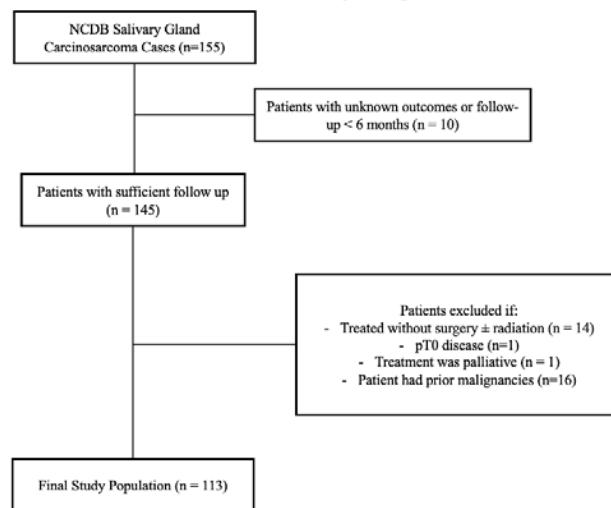 NCDB Salivary Gland
Carcinosarcoma Cases (n=155)
Patients with unknown outcomes or follow-
up < 6 months (n = 10)
Patients with sufficient follow up
(n = 145)
Patients excluded if:
- Treated without surgery ± radiation (n = 14)
- pT0 disease (n=1)
- Treatment was palliative (n = 1)
- Patient had prior malignancies (n=16)
Final Study Population (n = 113)